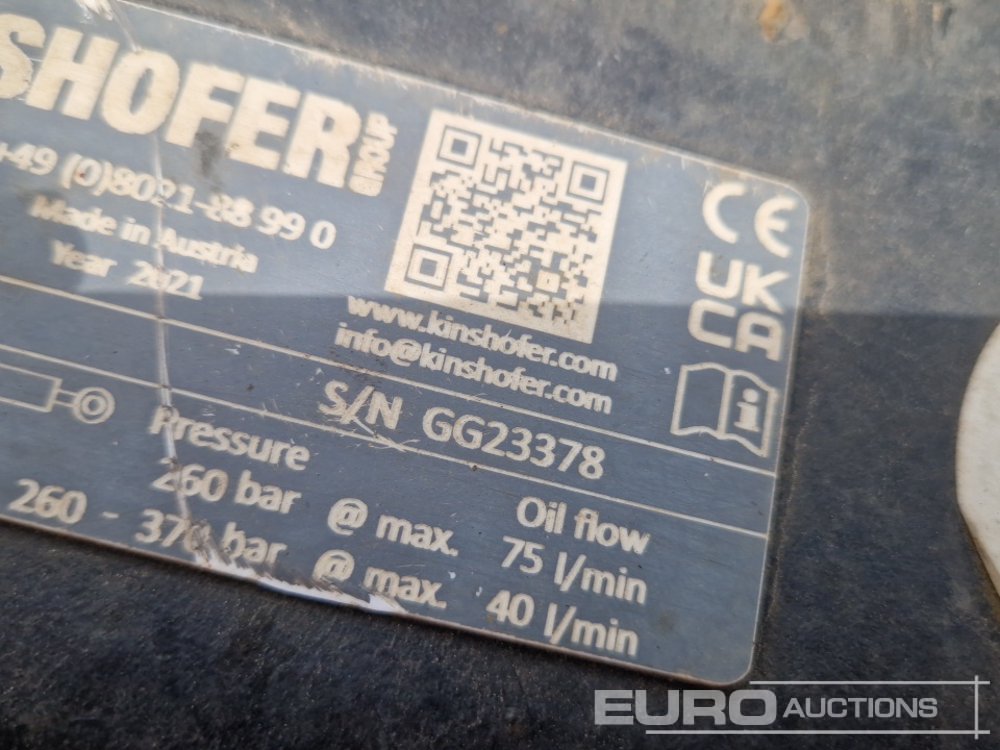 SHOFER GROUP
+49 (0)8021-88 99 0
Made in Austria
Year 2021
www.kinshofer.com
info@kinshofer.com
CE
UK
CA
i
S/N GG23378
Pressure Oil flow
260 bar @ max. 75 l/min
260 - 370 bar @ max. 40 l/min
EURO AUCTIONS